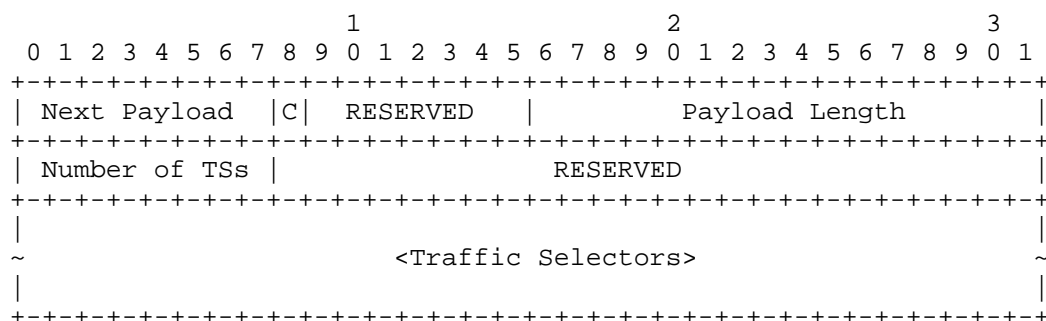 1                   2                   3
 0 1 2 3 4 5 6 7 8 9 0 1 2 3 4 5 6 7 8 9 0 1 2 3 4 5 6 7 8 9 0 1
+-+-+-+-+-+-+-+-+-+-+-+-+-+-+-+-+-+-+-+-+-+-+-+-+-+-+-+-+-+-+-+-+
| Next Payload  |C|  RESERVED   |         Payload Length        |
+-+-+-+-+-+-+-+-+-+-+-+-+-+-+-+-+-+-+-+-+-+-+-+-+-+-+-+-+-+-+-+-+
| Number of TSs |                 RESERVED                      |
+-+-+-+-+-+-+-+-+-+-+-+-+-+-+-+-+-+-+-+-+-+-+-+-+-+-+-+-+-+-+-+-+
|                                                               |
~                       <Traffic Selectors>                     ~
|                                                               |
+-+-+-+-+-+-+-+-+-+-+-+-+-+-+-+-+-+-+-+-+-+-+-+-+-+-+-+-+-+-+-+-+